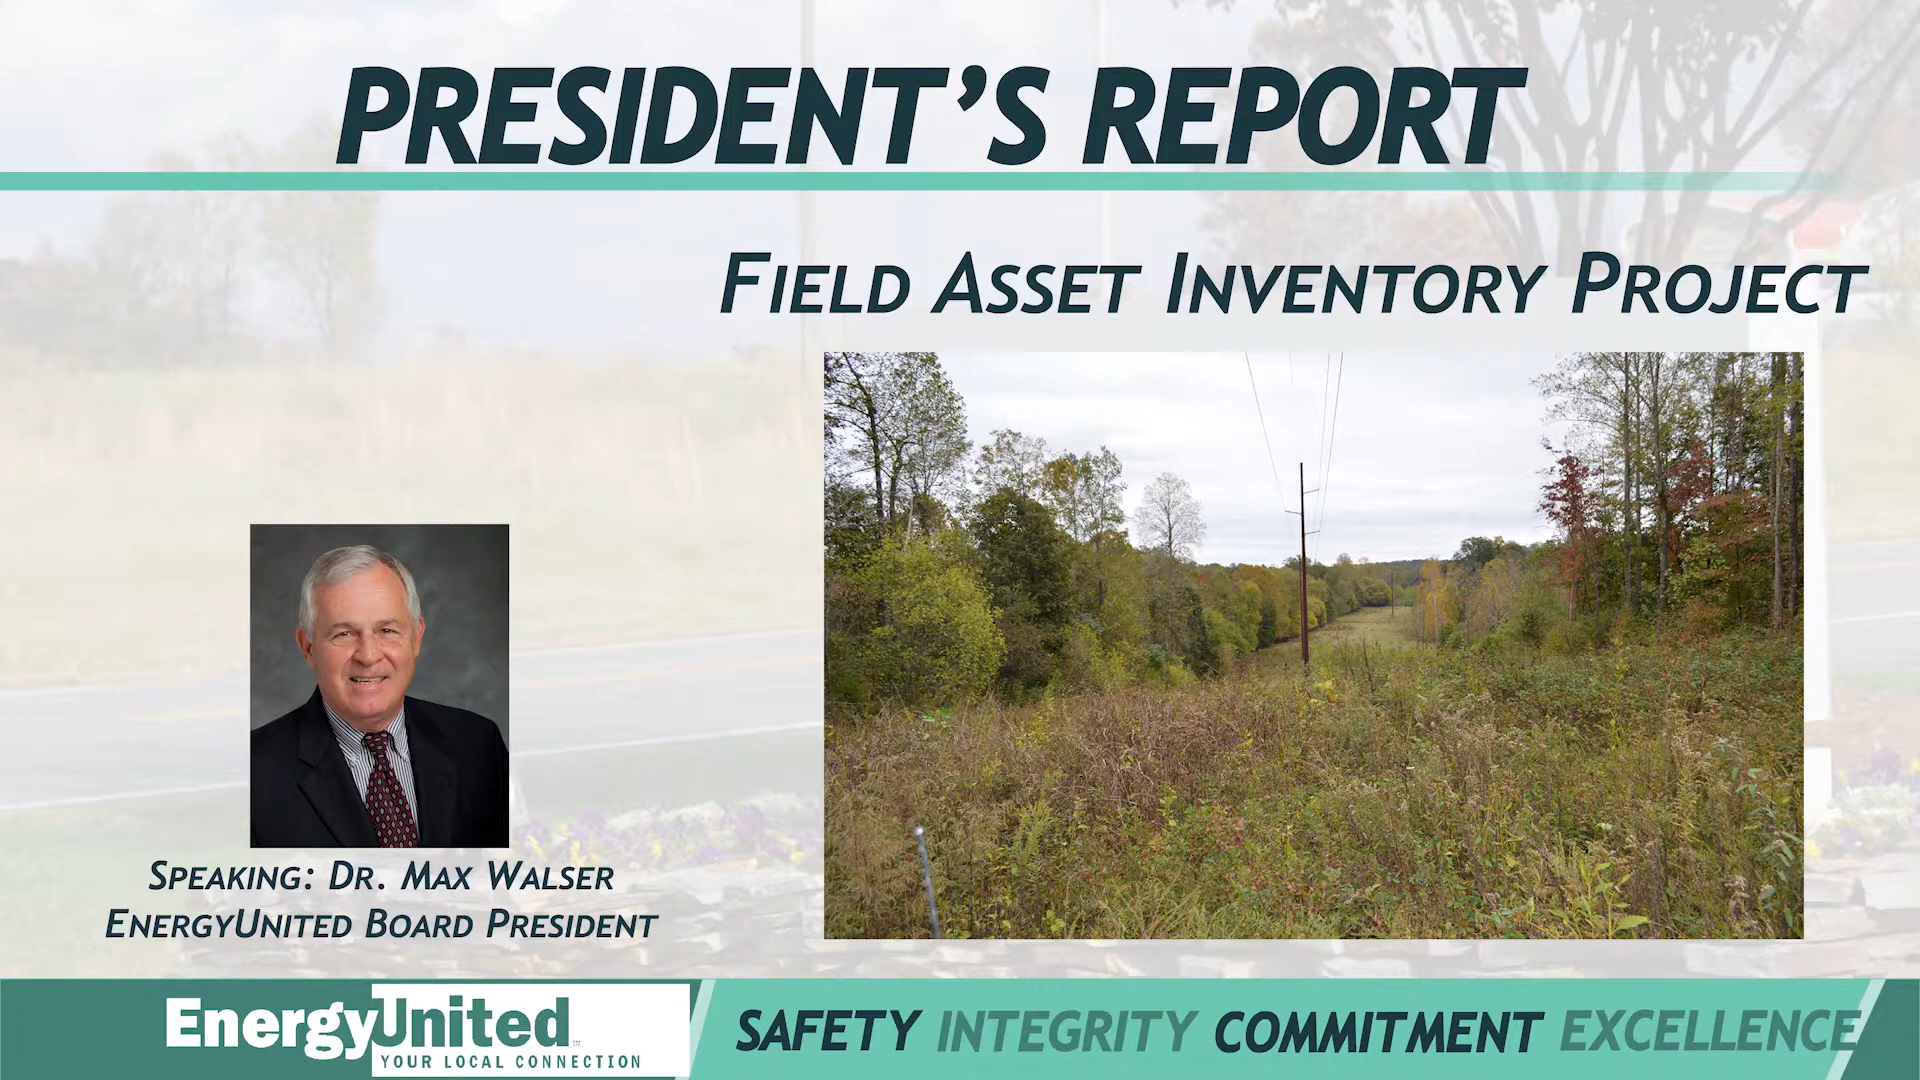 PRESIDENT'S REPORT
FIELD ASSET INVENTORY PROJECT
SPEAKING: DR. MAX WALSER
ENERGYUNITED BOARD PRESIDENT
EnergyUnited™
YOUR LOCAL CONNECTION
SAFETY INTEGRITY COMMITMENT EXCELLENCE